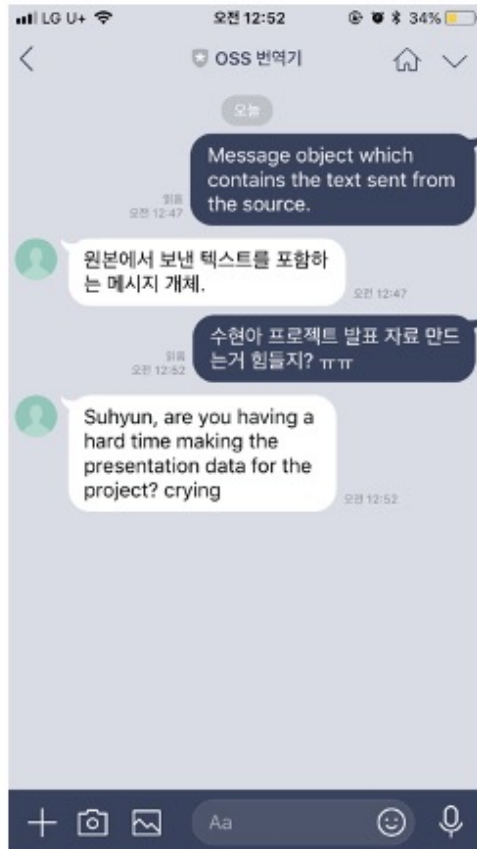 LG U+ 오전 12:52 34%
OSS 번역기
오늘
Message object which
contains the text sent from
the source.
읽음
오전 12:47
원본에서 보낸 텍스트를 포함하
는 메시지 개체.
오전 12:47
수현아 프로젝트 발표 자료 만드
는거 힘들지? ㅠㅠ
읽음
오전 12:52
Suhyun, are you having a
hard time making the
presentation data for the
project? crying
오전 12:52
Aa